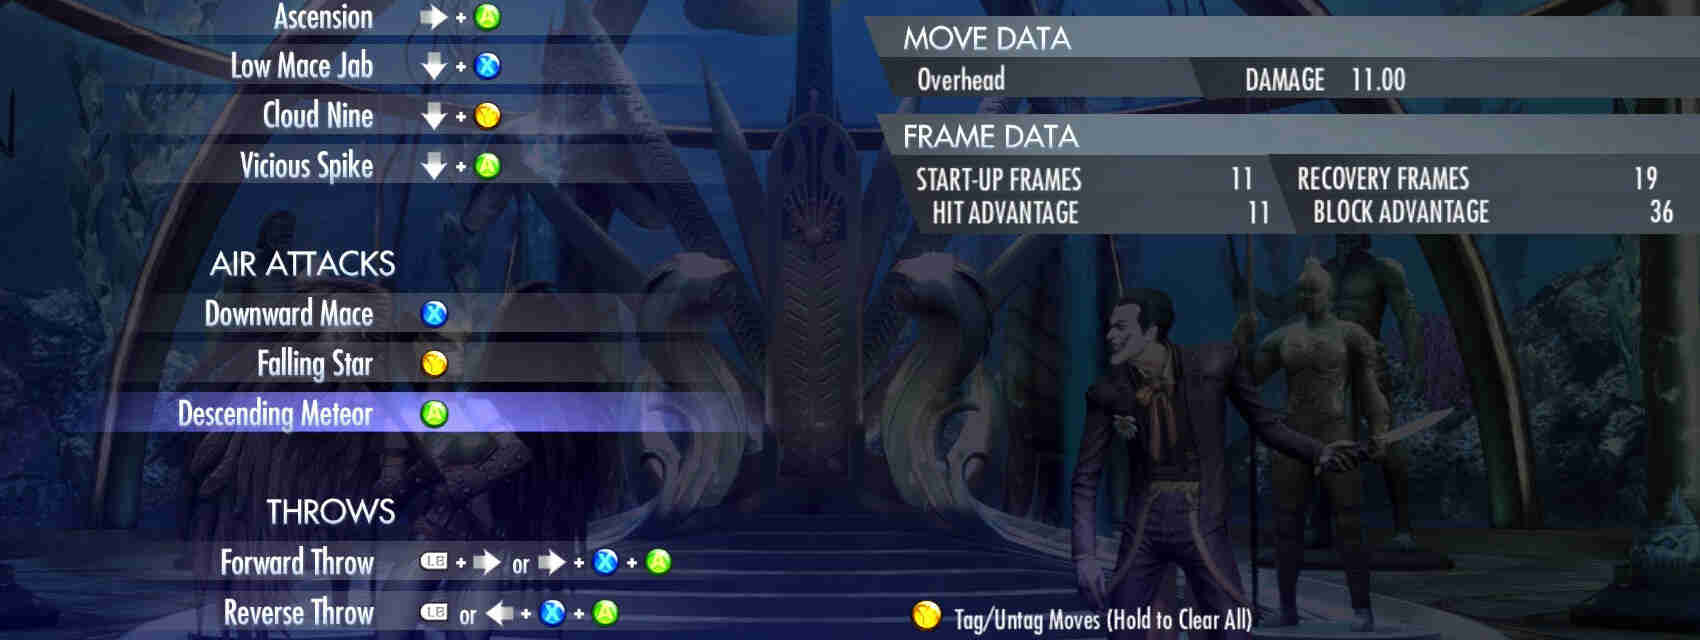 Ascension + A
Low Mace Jab + X
Cloud Nine + Y
Vicious Spike + A
AIR ATTACKS
Downward Mace X
Falling Star Y
Descending Meteor A
THROWS
Forward Throw LB + or + X + A
Reverse Throw LB or + X + A
MOVE DATA
Overhead DAMAGE 11.00
FRAME DATA
START-UP FRAMES 11 RECOVERY FRAMES 19
HIT ADVANTAGE 11 BLOCK ADVANTAGE 36
Y Tag/Untag Moves (Hold to Clear All)